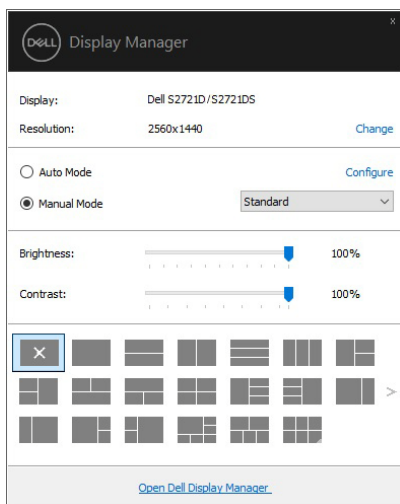 x
DELL Display Manager
Display: Dell S2721D/S2721DS
Resolution: 2560x1440 Change
Auto Mode Configure
Manual Mode Standard
Brightness: 100%
Contrast: 100%
Open Dell Display Manager